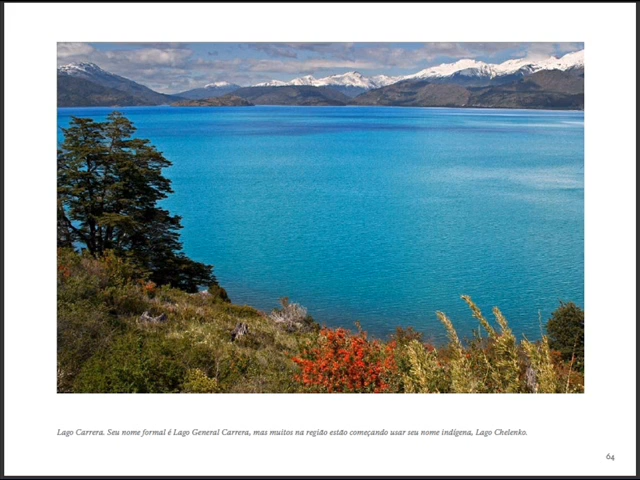 Lago Carrera. Seu nome formal é Lago General Carrera, mas muitos na região estão começando usar seu nome indígena, Lago Chelenko.
64